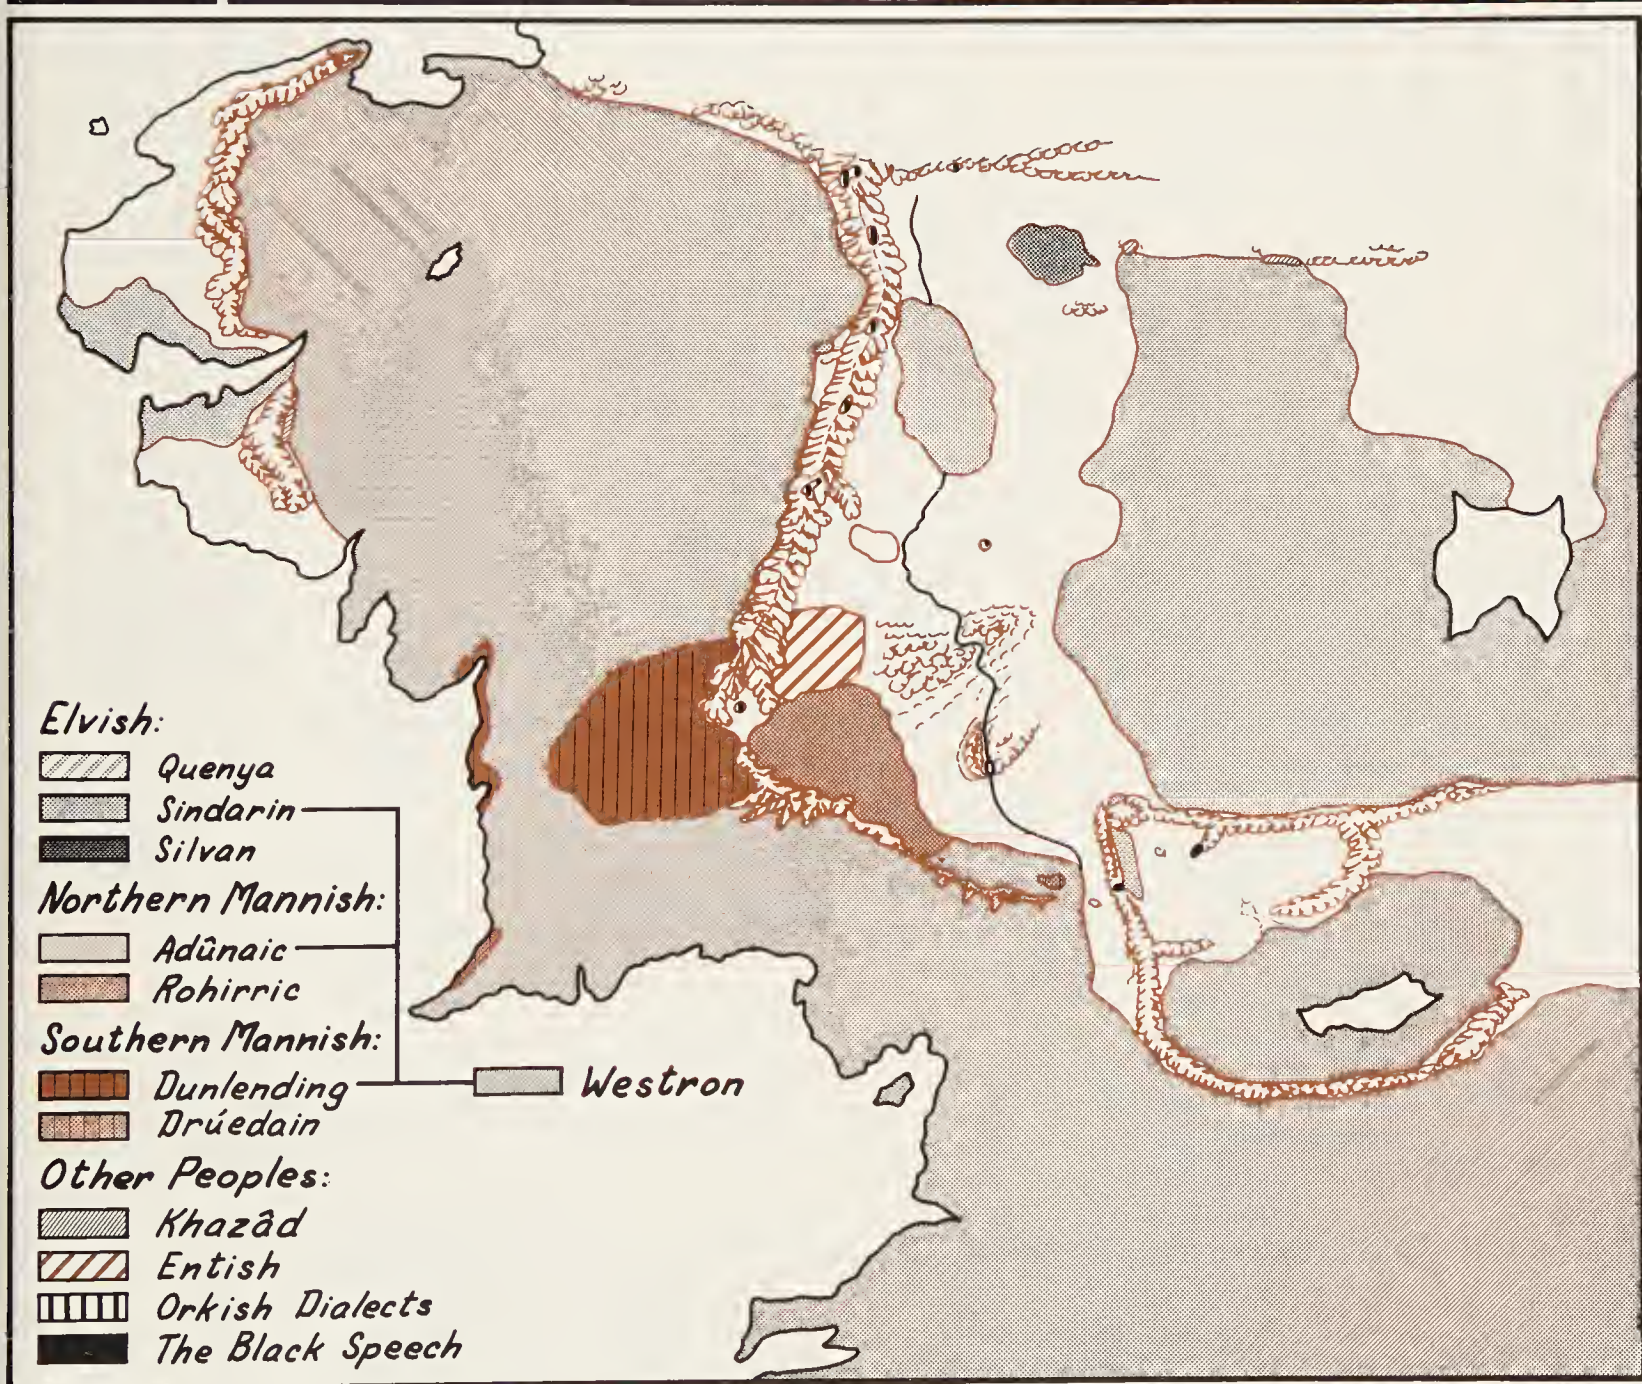 Elvish:
Quenya
Sindarin
Silvan
Northern Mannish:
Adûnaic
Rohirric
Southern Mannish:
Dunlending
Westron
Drúedain
Other Peoples:
Khazâd
Entish
Orkish Dialects
The Black Speech